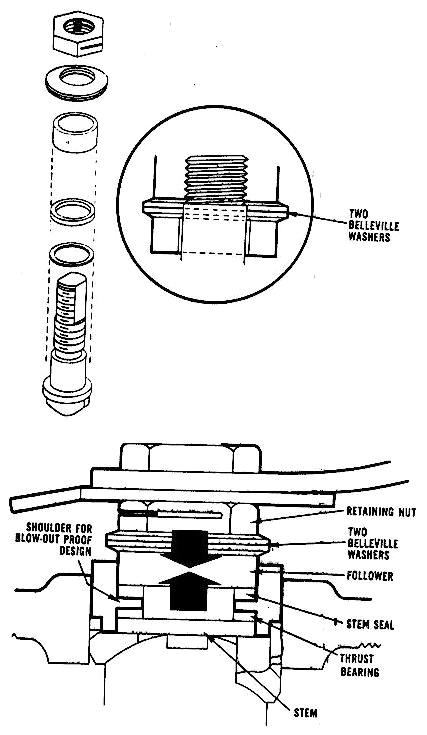 TWO
BELLEVILLE
WASHERS
SHOULDER FOR
BLOW-OUT PROOF
DESIGN
RETAINING NUT
TWO
BELLEVILLE
WASHERS
FOLLOWER
STEM SEAL
THRUST
BEARING
STEM